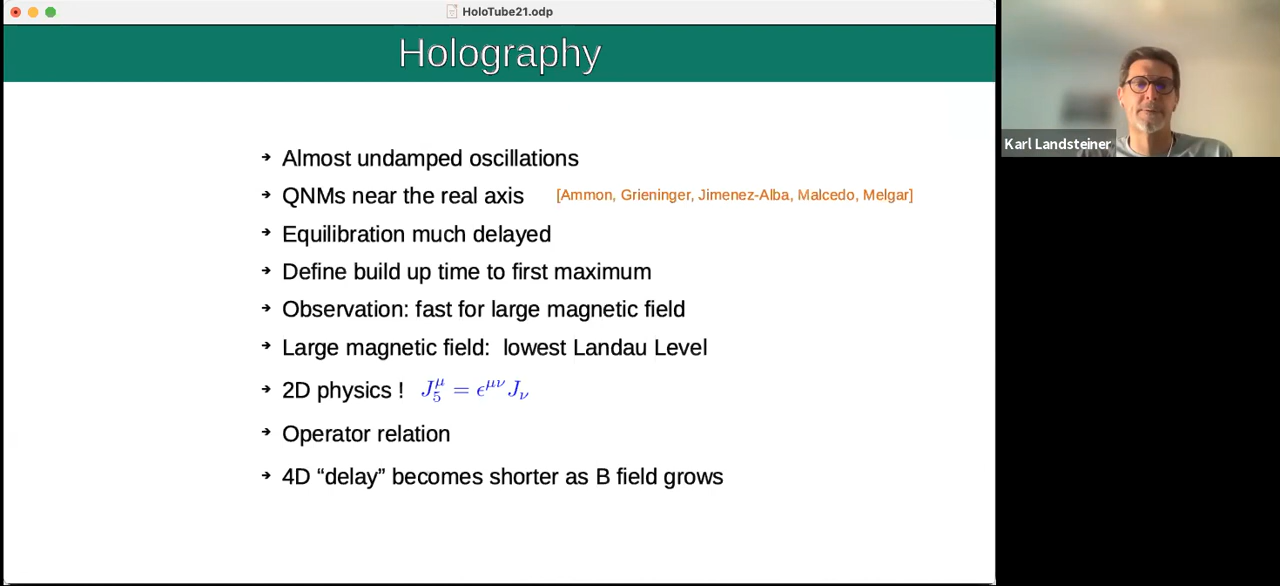 HoloTube21.odp
Holography
Almost undamped oscillations
QNMs near the real axis [Ammon, Grieninger, Jimenez-Alba, Malcedo, Melgar]
Equilibration much delayed
Define build up time to first maximum
Observation: fast for large magnetic field
Large magnetic field: lowest Landau Level
2D physics ! J₅^μ = ϵ^{μν} J_ν
Operator relation
4D “delay” becomes shorter as B field grows
Karl Landsteiner